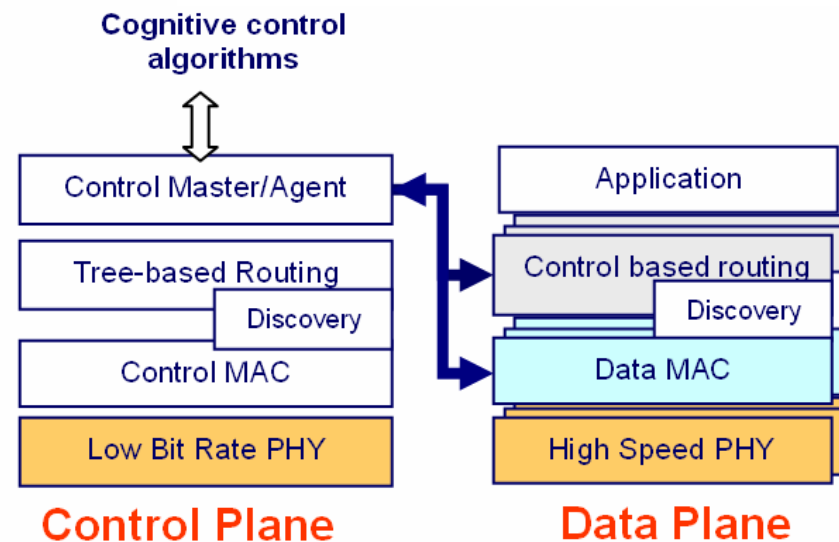 Cognitive control
algorithms
Control Master/Agent
Tree-based Routing
Discovery
Control MAC
Low Bit Rate PHY
Control Plane
Application
Control based routing
Discovery
Data MAC
High Speed PHY
Data Plane